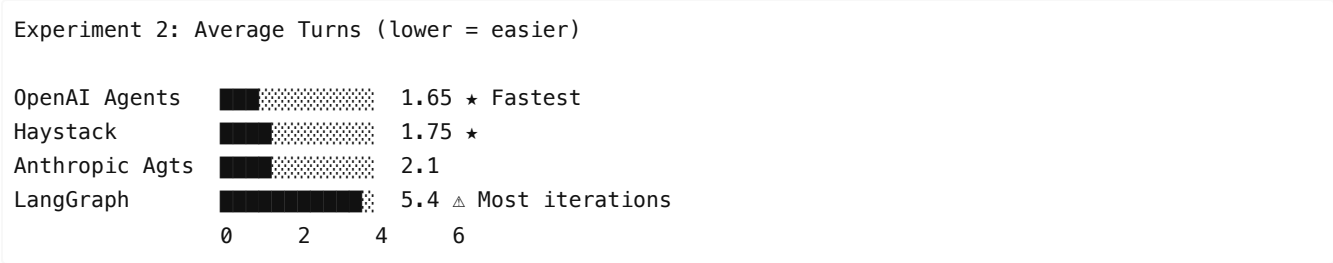 Experiment 2: Average Turns (lower = easier)
OpenAI Agents ███░░░░░░░░░ 1.65 ★ Fastest
Haystack ████░░░░░░░░ 1.75 ★
Anthropic Agts ████░░░░░░░░ 2.1
LangGraph ███████████░ 5.4 ⚠ Most iterations
0 2 4 6